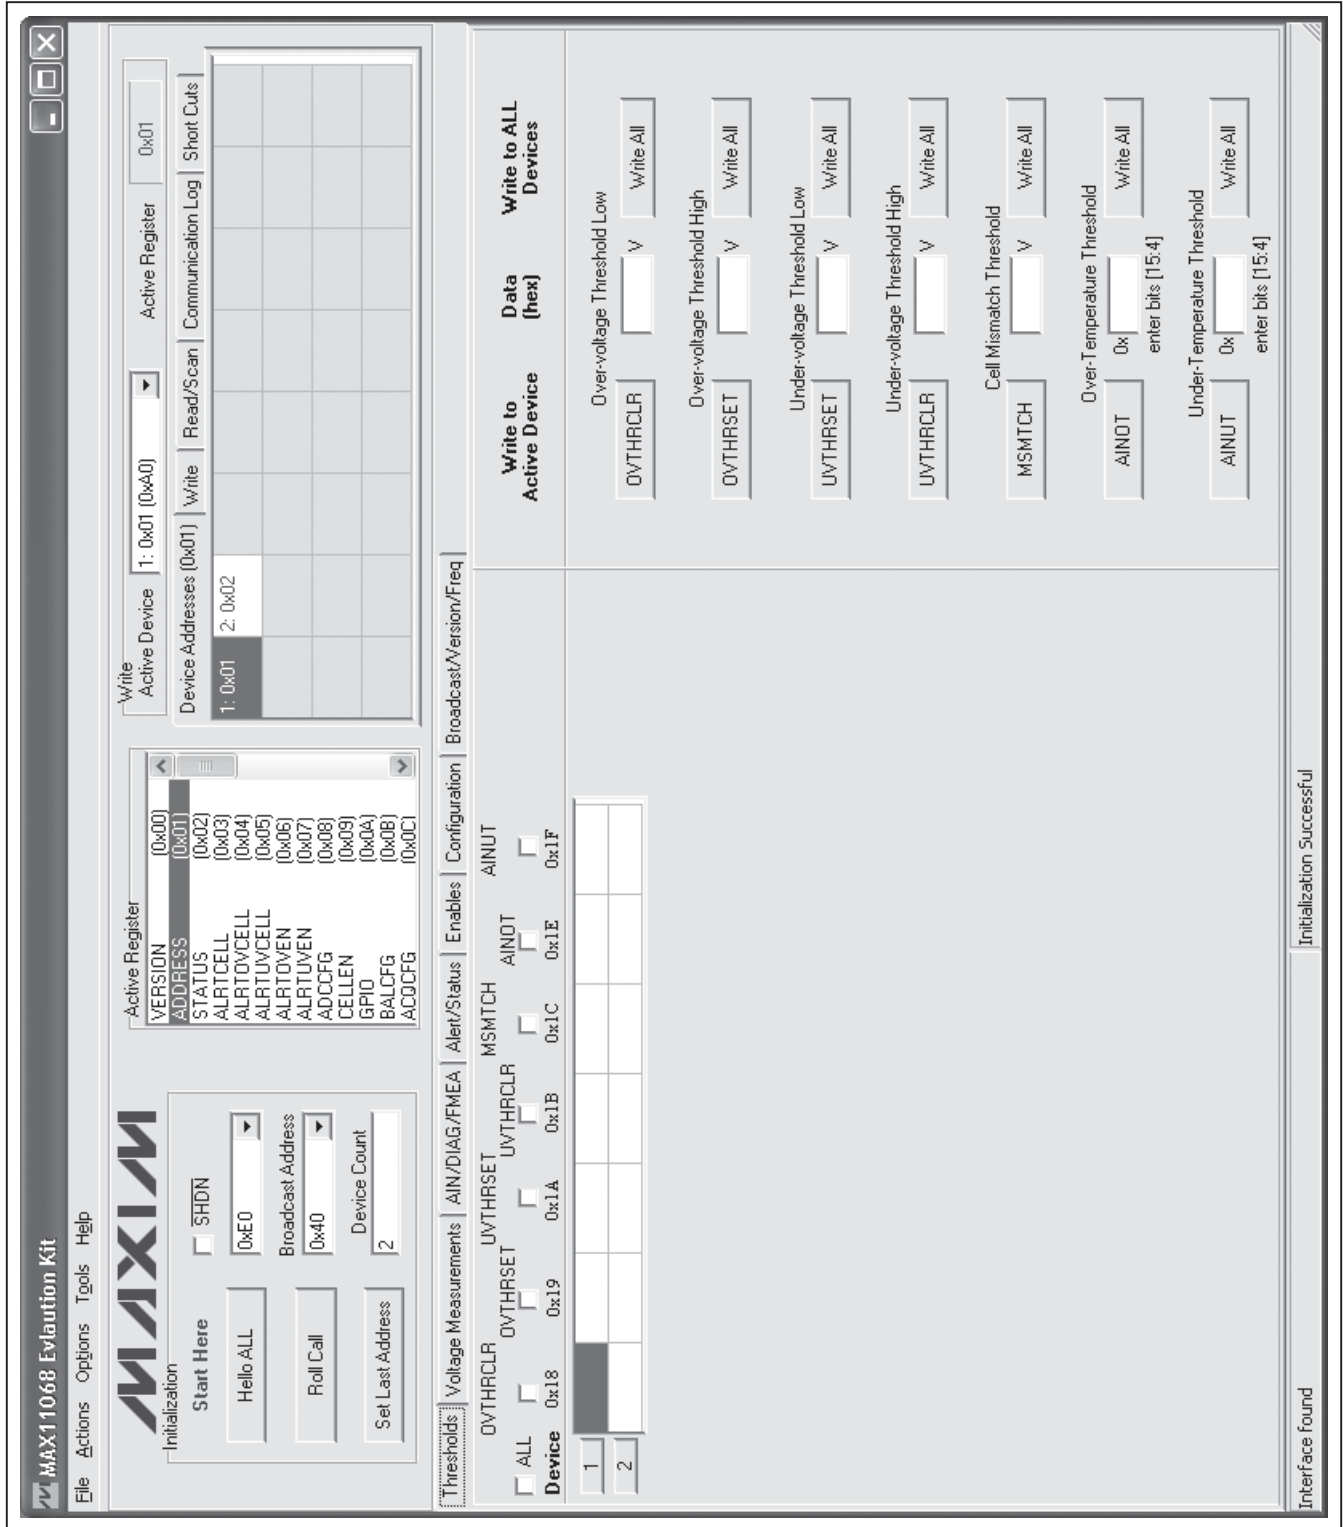 MAX11068 Evlaution Kit
File Actions Options Tools Help
MAXIM
Initialization
Start Here
SHDN
Hello ALL
0xE0
Broadcast Address
Roll Call
0x40
Device Count
Set Last Address
2
Active Register
VERSION (0x00)
ADDRESS (0x01)
STATUS (0x02)
ALRTCELL (0x03)
ALRTOVCELL (0x04)
ALRTUVCELL (0x05)
ALRTOVEN (0x06)
ALRTUVEN (0x07)
ADCCFG (0x08)
CELLEN (0x09)
GPIO (0x0A)
BALCFG (0x0B)
ACQCFG (0x0C)
Write
Active Device 1: 0x01 (0xA0) Active Register 0x01
Device Addresses (0x01) Write Read/Scan Communication Log Short Cuts
1: 0x01 2: 0x02
Thresholds Voltage Measurements AIN/DIAG/FMEA Alert/Status Enables Configuration Broadcast/Version/Freq
OVTHRCLR OVTHRSET UVTHRSET UVTHRCLR MSMTCH AINOT AINUT
ALL
Device 0x18 0x19 0x1A 0x1B 0x1C 0x1E 0x1F
1
2
Write to Active Device
Data (hex)
Write to ALL Devices
Over-voltage Threshold Low
OVTHRCLR V Write All
Over-voltage Threshold High
OVTHRSET V Write All
Under-voltage Threshold Low
UVTHRSET V Write All
Under-voltage Threshold High
UVTHRCLR V Write All
Cell Mismatch Threshold
MSMTCH V Write All
Over-Temperature Threshold
AINOT 0x Write All
enter bits [15:4]
Under-Temperature Threshold
AINUT 0x Write All
enter bits [15:4]
Interface Found Initialization Successful